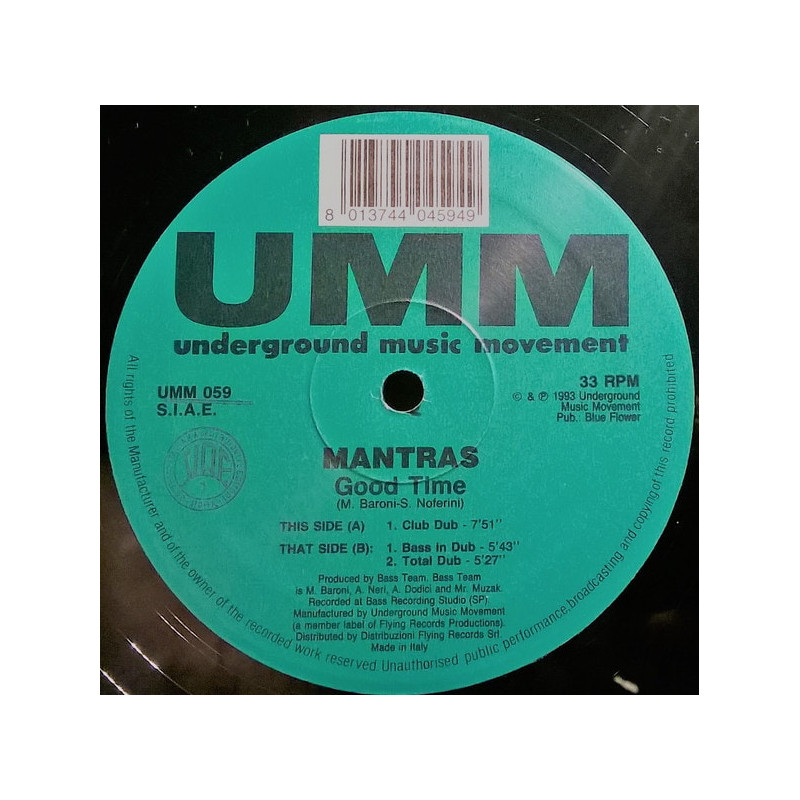 8 013744 045949
UMM
underground music movement
UMM 059
S.I.A.E.
33 RPM
© & ℗ 1993 Underground
Music Movement
Pub.: Blue Flower
MANTRAS
Good Time
(M. Baroni-S. Noferini)
THIS SIDE (A) 1. Club Dub - 7'51''
THAT SIDE (B): 1. Bass in Dub - 5'43''
2. Total Dub - 5'27''
Produced by Bass Team. Bass Team
is M. Baroni, A. Neri, A. Dodici and Mr. Muzak.
Recorded at Bass Recording Studio (SP)
Manufactured by Underground Music Movement
(a member label of Flying Records Productions).
Distributed by Distribuzioni Flying Records Srl.
Made in Italy
All rights of the Manufacturer and of the owner of the recorded work reserved. Unauthorised public performance, broadcasting and copying of this record prohibited